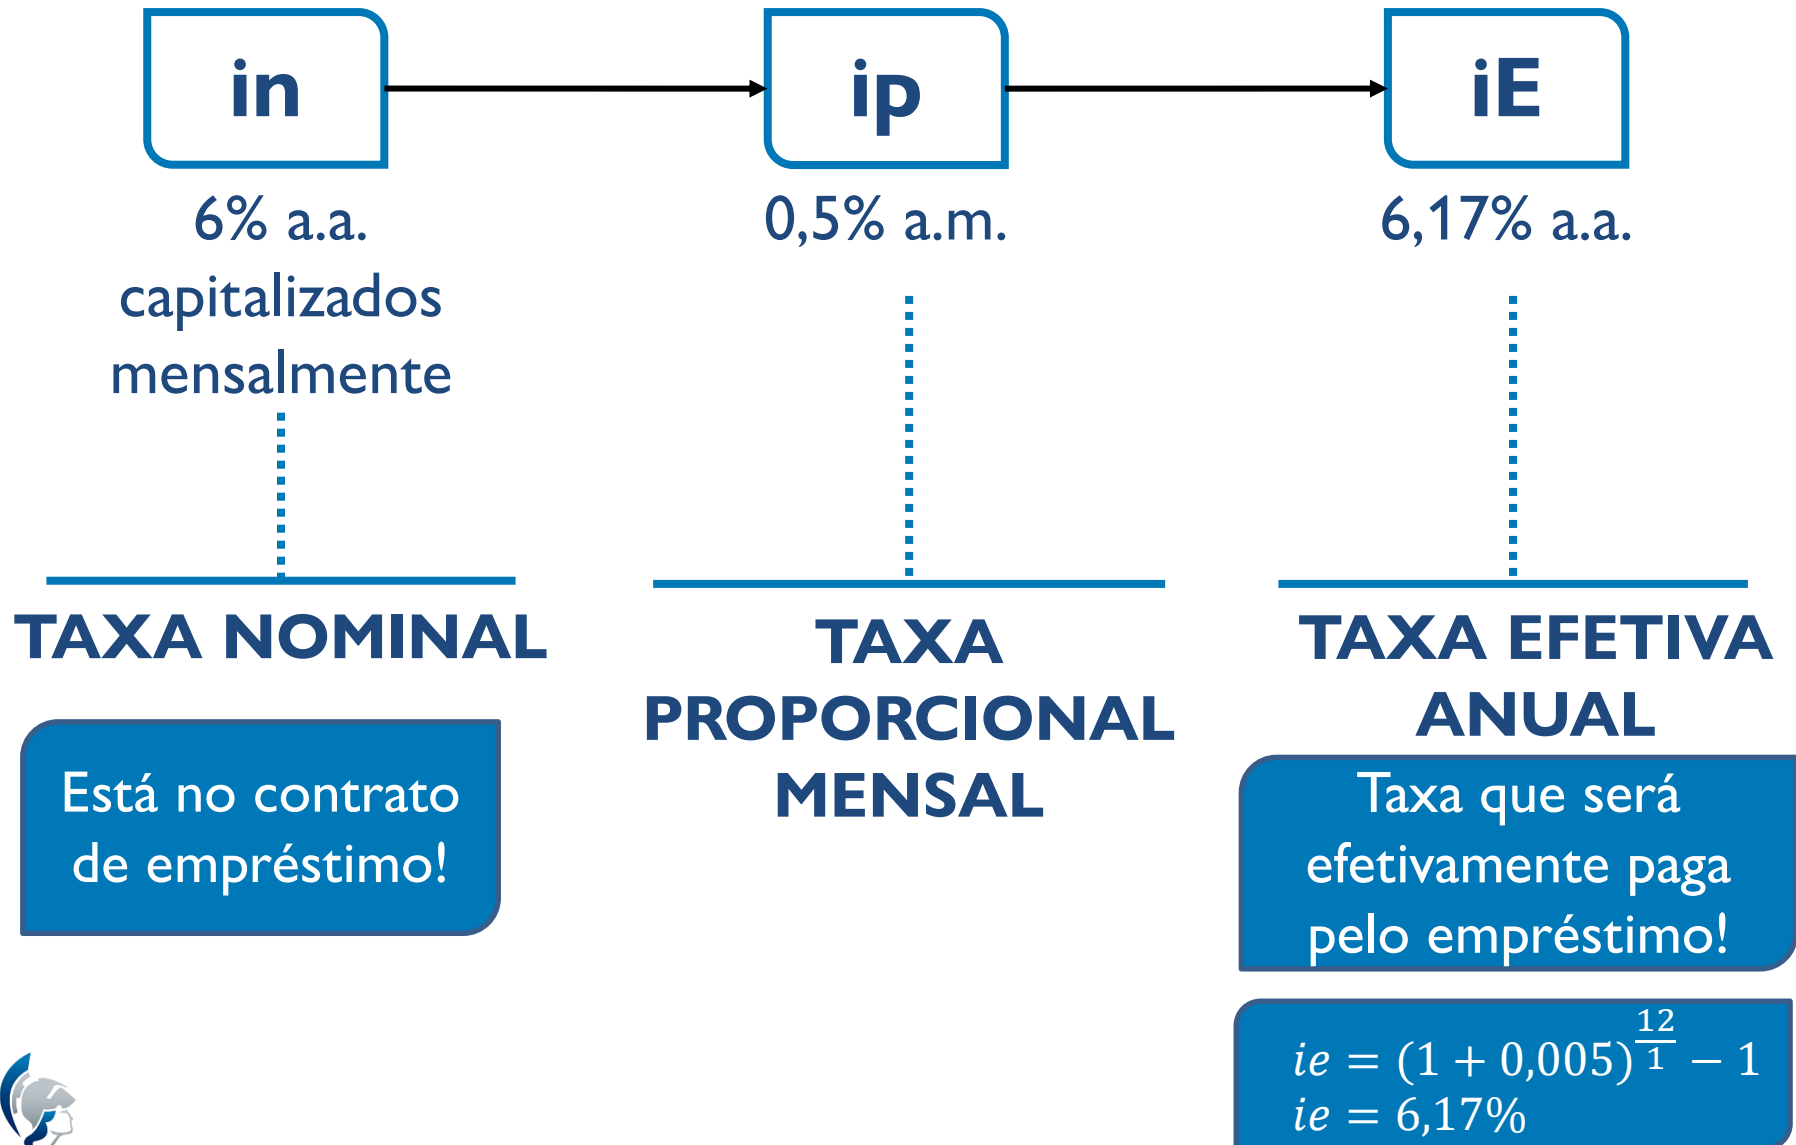 in
ip
iE
6% a.a.
capitalizados
mensalmente
0,5% a.m.
6,17% a.a.
TAXA NOMINAL
Está no contrato
de empréstimo!
TAXA
PROPORCIONAL
MENSAL
TAXA EFETIVA
ANUAL
Taxa que será
efetivamente paga
pelo empréstimo!
ie = (1 + 0,005)^(12/1) − 1
ie = 6,17%